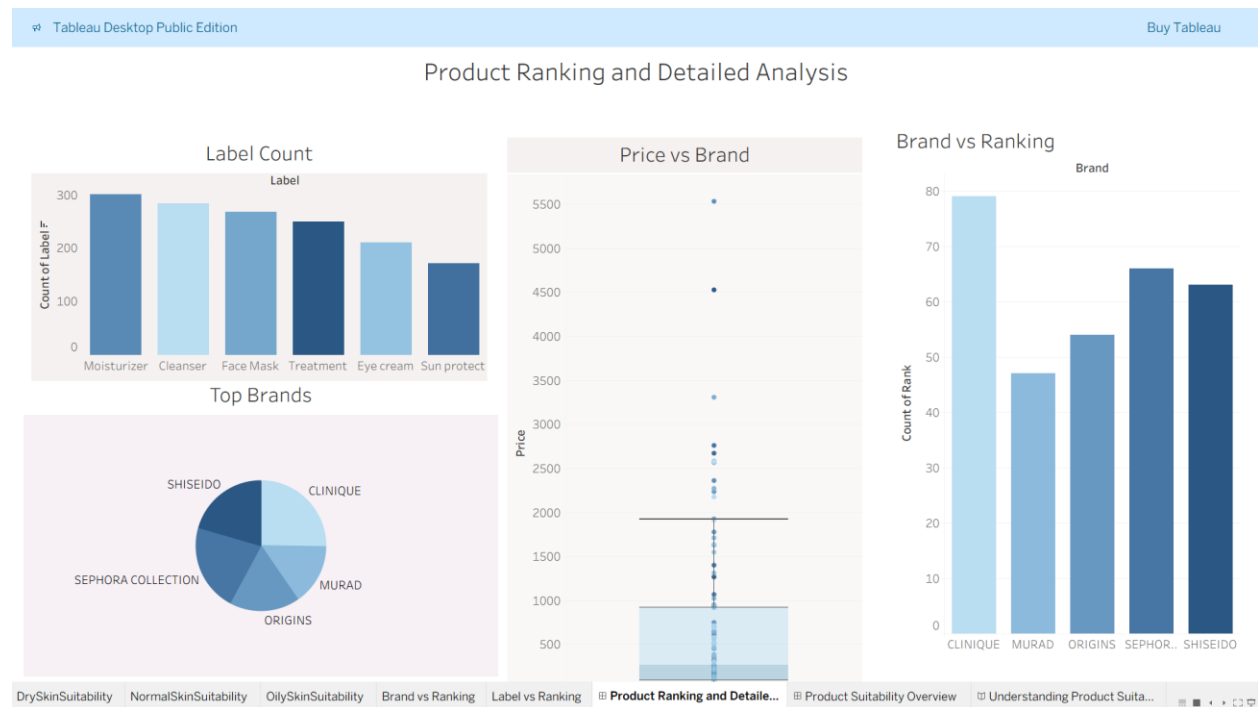 Tableau Desktop Public Edition
Buy Tableau
Product Ranking and Detailed Analysis
Label Count
Label
Count of Label
300
200
100
0
Moisturizer Cleanser Face Mask Treatment Eye cream Sun protect
Top Brands
SHISEIDO
CLINIQUE
SEPHORA COLLECTION
MURAD
ORIGINS
Price vs Brand
Price
5500
5000
4500
4000
3500
3000
2500
2000
1500
1000
500
Brand vs Ranking
Brand
Count of Rank
80
70
60
50
40
30
20
10
0
CLINIQUE MURAD ORIGINS SEPHOR.. SHISEIDO
DrySkinSuitability NormalSkinSuitability OilySkinSuitability Brand vs Ranking Label vs Ranking Product Ranking and Detaile... Product Suitability Overview Understanding Product Suita...